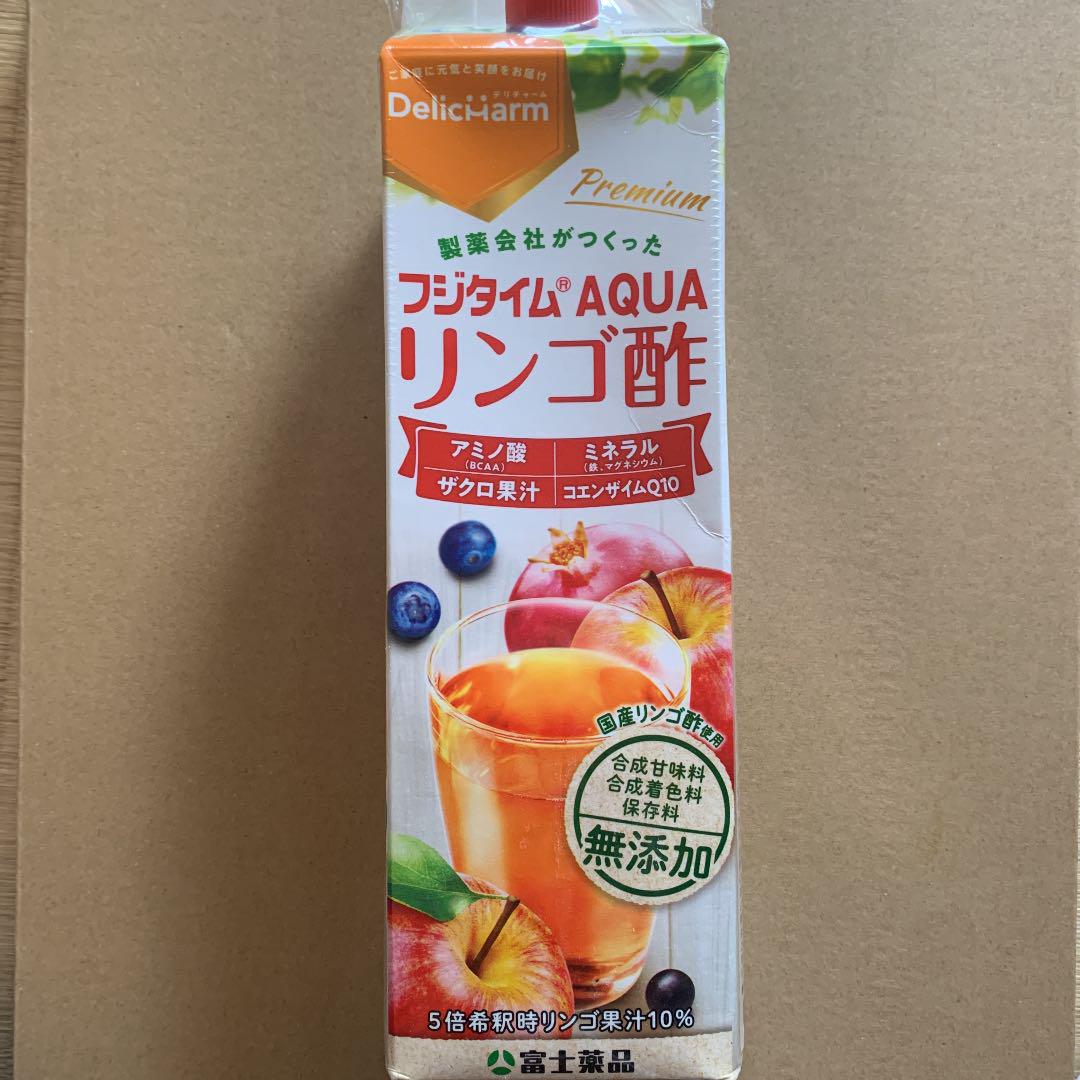 ご家庭に元気と笑顔をお届け
デリチャーム
DeliCHarm
Premium
製薬会社がつくった
フジタイム® AQUA
リンゴ酢
アミノ酸
(BCAA)
ミネラル
(鉄、マグネシウム)
ザクロ果汁
コエンザイムQ10
国産リンゴ酢使用
合成甘味料
合成着色料
保存料
無添加
5倍希釈時リンゴ果汁10%
富士薬品